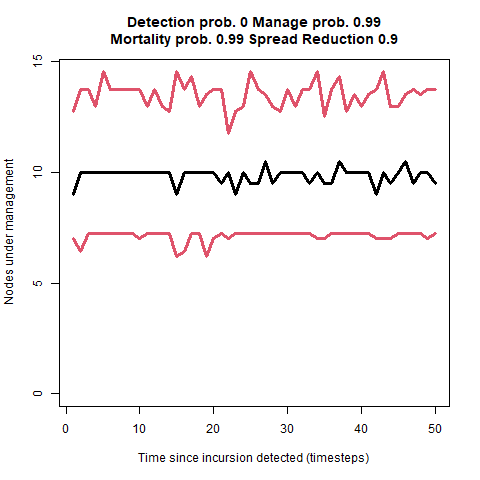 Detection prob. 0 Manage prob. 0.99
Mortality prob. 0.99 Spread Reduction 0.9
Nodes under management
15
10
5
0
0 10 20 30 40 50
Time since incursion detected (timesteps)